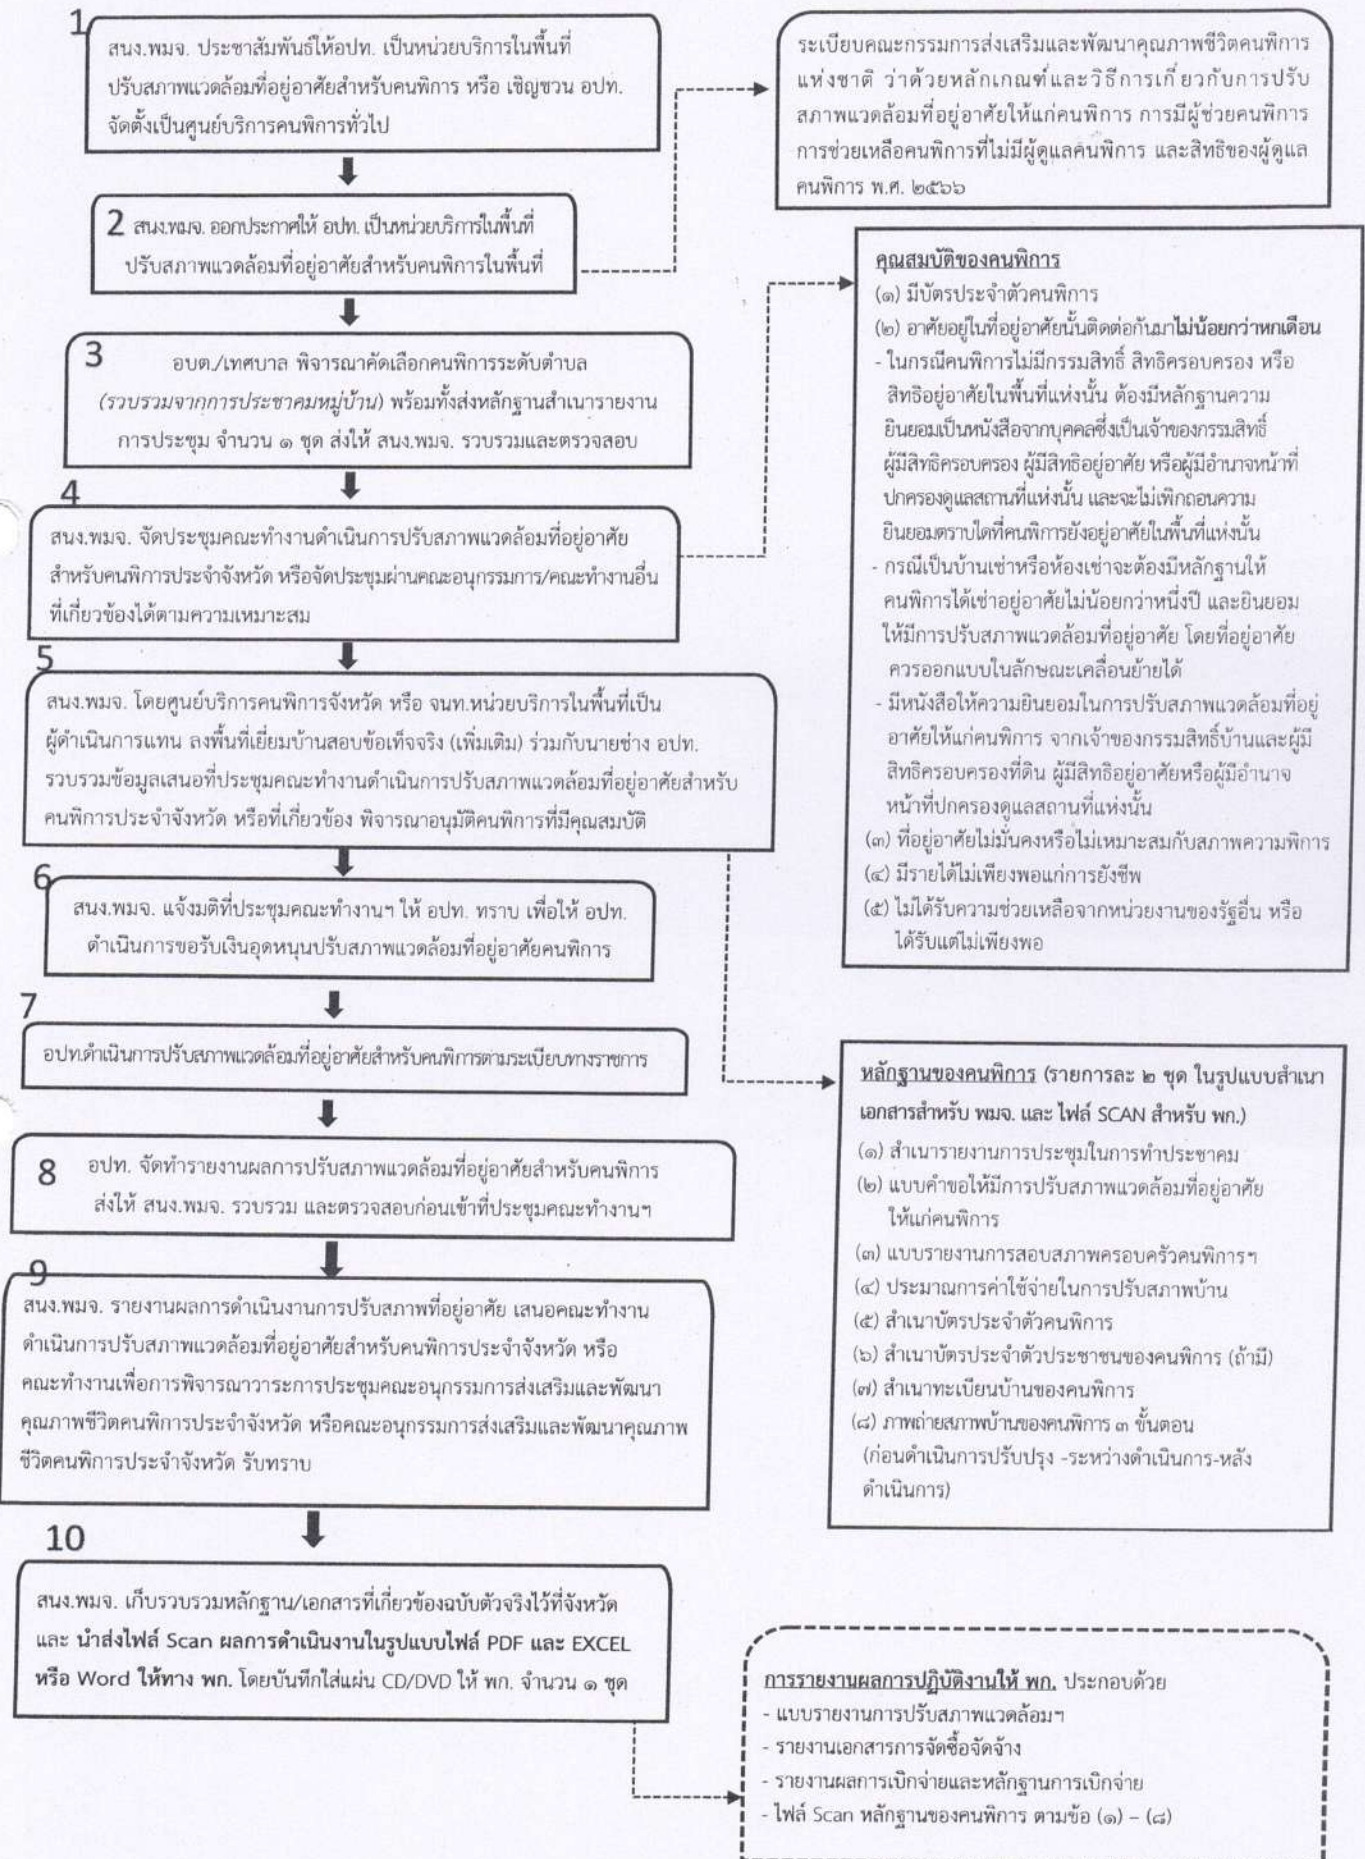 1
สนง.พมจ. ประชาสัมพันธ์ให้อปท. เป็นหน่วยบริการในพื้นที่
ปรับสภาพแวดล้อมที่อยู่อาศัยสำหรับคนพิการ หรือ เชิญชวน อปท.
จัดตั้งเป็นศูนย์บริการคนพิการทั่วไป
2 สนง.พมจ. ออกประกาศให้ อปท. เป็นหน่วยบริการในพื้นที่
ปรับสภาพแวดล้อมที่อยู่อาศัยสำหรับคนพิการในพื้นที่
3 อบต./เทศบาล พิจารณาคัดเลือกคนพิการระดับตำบล
(รวบรวมจากการประชาคมหมู่บ้าน) พร้อมทั้งส่งหลักฐานสำเนารายงาน
การประชุม จำนวน ๑ ชุด ส่งให้ สนง.พมจ. รวบรวมและตรวจสอบ
4
สนง.พมจ. จัดประชุมคณะทำงานดำเนินการปรับสภาพแวดล้อมที่อยู่อาศัย
สำหรับคนพิการประจำจังหวัด หรือจัดประชุมผ่านคณะอนุกรรมการ/คณะทำงานอื่น
ที่เกี่ยวข้องได้ตามความเหมาะสม
5
สนง.พมจ. โดยศูนย์บริการคนพิการจังหวัด หรือ จนท.หน่วยบริการในพื้นที่เป็น
ผู้ดำเนินการแทน ลงพื้นที่เยี่ยมบ้านสอบข้อเท็จจริง (เพิ่มเติม) ร่วมกับนายช่าง อปท.
รวบรวมข้อมูลเสนอที่ประชุมคณะทำงานดำเนินการปรับสภาพแวดล้อมที่อยู่อาศัยสำหรับ
คนพิการประจำจังหวัด หรือที่เกี่ยวข้อง พิจารณาอนุมัติคนพิการที่มีคุณสมบัติ
6
สนง.พมจ. แจ้งมติที่ประชุมคณะทำงานฯ ให้ อปท. ทราบ เพื่อให้ อปท.
ดำเนินการขอรับเงินอุดหนุนปรับสภาพแวดล้อมที่อยู่อาศัยคนพิการ
7
อปท.ดำเนินการปรับสภาพแวดล้อมที่อยู่อาศัยสำหรับคนพิการตามระเบียบทางราชการ
8 อปท. จัดทำรายงานผลการปรับสภาพแวดล้อมที่อยู่อาศัยสำหรับคนพิการ
ส่งให้ สนง.พมจ. รวบรวม และตรวจสอบก่อนเข้าที่ประชุมคณะทำงานฯ
9
สนง.พมจ. รายงานผลการดำเนินงานการปรับสภาพที่อยู่อาศัย เสนอคณะทำงาน
ดำเนินการปรับสภาพแวดล้อมที่อยู่อาศัยสำหรับคนพิการประจำจังหวัด หรือ
คณะทำงานเพื่อการพิจารณาวาระการประชุมคณะอนุกรรมการส่งเสริมและพัฒนา
คุณภาพชีวิตคนพิการประจำจังหวัด หรือคณะอนุกรรมการส่งเสริมและพัฒนาคุณภาพ
ชีวิตคนพิการประจำจังหวัด รับทราบ
10
สนง.พมจ. เก็บรวบรวมหลักฐาน/เอกสารที่เกี่ยวข้องฉบับตัวจริงไว้ที่จังหวัด
และ นำส่งไฟล์ Scan ผลการดำเนินงานในรูปแบบไฟล์ PDF และ EXCEL
หรือ Word ให้ทาง พก. โดยบันทึกใส่แผ่น CD/DVD ให้ พก. จำนวน ๑ ชุด
ระเบียบคณะกรรมการส่งเสริมและพัฒนาคุณภาพชีวิตคนพิการ
แห่งชาติ ว่าด้วยหลักเกณฑ์และวิธีการเกี่ยวกับการปรับ
สภาพแวดล้อมที่อยู่อาศัยให้แก่คนพิการ การมีผู้ช่วยคนพิการ
การช่วยเหลือคนพิการที่ไม่มีผู้ดูแลคนพิการ และสิทธิของผู้ดูแล
คนพิการ พ.ศ. ๒๕๖๖
คุณสมบัติของคนพิการ
(๑) มีบัตรประจำตัวคนพิการ
(๒) อาศัยอยู่ในที่อยู่อาศัยนั้นติดต่อกันมาไม่น้อยกว่าหกเดือน
- ในกรณีคนพิการไม่มีกรรมสิทธิ์ สิทธิครอบครอง หรือ
สิทธิอยู่อาศัยในพื้นที่แห่งนั้น ต้องมีหลักฐานความ
ยินยอมเป็นหนังสือจากบุคคลซึ่งเป็นเจ้าของกรรมสิทธิ์
ผู้มีสิทธิครอบครอง ผู้มีสิทธิอยู่อาศัย หรือผู้มีอำนาจหน้าที่
ปกครองดูแลสถานที่แห่งนั้น และจะไม่เพิกถอนความ
ยินยอมตราบใดที่คนพิการยังอยู่อาศัยในพื้นที่แห่งนั้น
- กรณีเป็นบ้านเช่าหรือห้องเช่าจะต้องมีหลักฐานให้
คนพิการได้เช่าอยู่อาศัยไม่น้อยกว่าหนึ่งปี และยินยอม
ให้มีการปรับสภาพแวดล้อมที่อยู่อาศัย โดยที่อยู่อาศัย
ควรออกแบบในลักษณะเคลื่อนย้ายได้
- มีหนังสือให้ความยินยอมในการปรับสภาพแวดล้อมที่อยู่
อาศัยให้แก่คนพิการ จากเจ้าของกรรมสิทธิ์บ้านและผู้มี
สิทธิครอบครองที่ดิน ผู้มีสิทธิอยู่อาศัยหรือผู้มีอำนาจ
หน้าที่ปกครองดูแลสถานที่แห่งนั้น
(๓) ที่อยู่อาศัยไม่มั่นคงหรือไม่เหมาะสมกับสภาพความพิการ
(๔) มีรายได้ไม่เพียงพอแก่การยังชีพ
(๕) ไม่ได้รับความช่วยเหลือจากหน่วยงานของรัฐอื่น หรือ
ได้รับแต่ไม่เพียงพอ
หลักฐานของคนพิการ (รายการละ ๒ ชุด ในรูปแบบสำเนา
เอกสารสำหรับ พมจ. และ ไฟล์ SCAN สำหรับ พก.)
(๑) สำเนารายงานการประชุมในการทำประชาคม
(๒) แบบคำขอให้มีการปรับสภาพแวดล้อมที่อยู่อาศัย
ให้แก่คนพิการ
(๓) แบบรายงานการสอบสภาพครอบครัวคนพิการฯ
(๔) ประมาณการค่าใช้จ่ายในการปรับสภาพบ้าน
(๕) สำเนาบัตรประจำตัวคนพิการ
(๖) สำเนาบัตรประจำตัวประชาชนของคนพิการ (ถ้ามี)
(๗) สำเนาทะเบียนบ้านของคนพิการ
(๘) ภาพถ่ายสภาพบ้านของคนพิการ ๓ ขั้นตอน
(ก่อนดำเนินการปรับปรุง -ระหว่างดำเนินการ-หลัง
ดำเนินการ)
การรายงานผลการปฏิบัติงานให้ พก. ประกอบด้วย
- แบบรายงานการปรับสภาพแวดล้อมฯ
- รายงานเอกสารการจัดซื้อจัดจ้าง
- รายงานผลการเบิกจ่ายและหลักฐานการเบิกจ่าย
- ไฟล์ Scan หลักฐานของคนพิการ ตามข้อ (๑) – (๘)